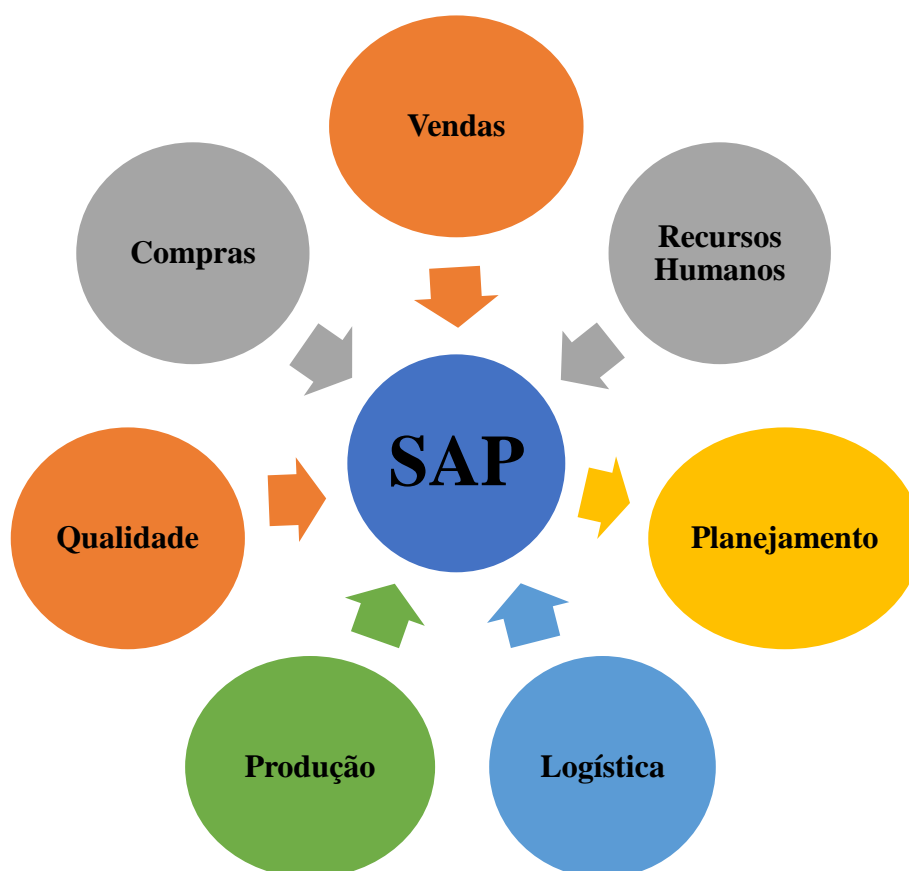 Vendas
Compras
Recursos
Humanos
SAP
Qualidade
Planejamento
Produção
Logística